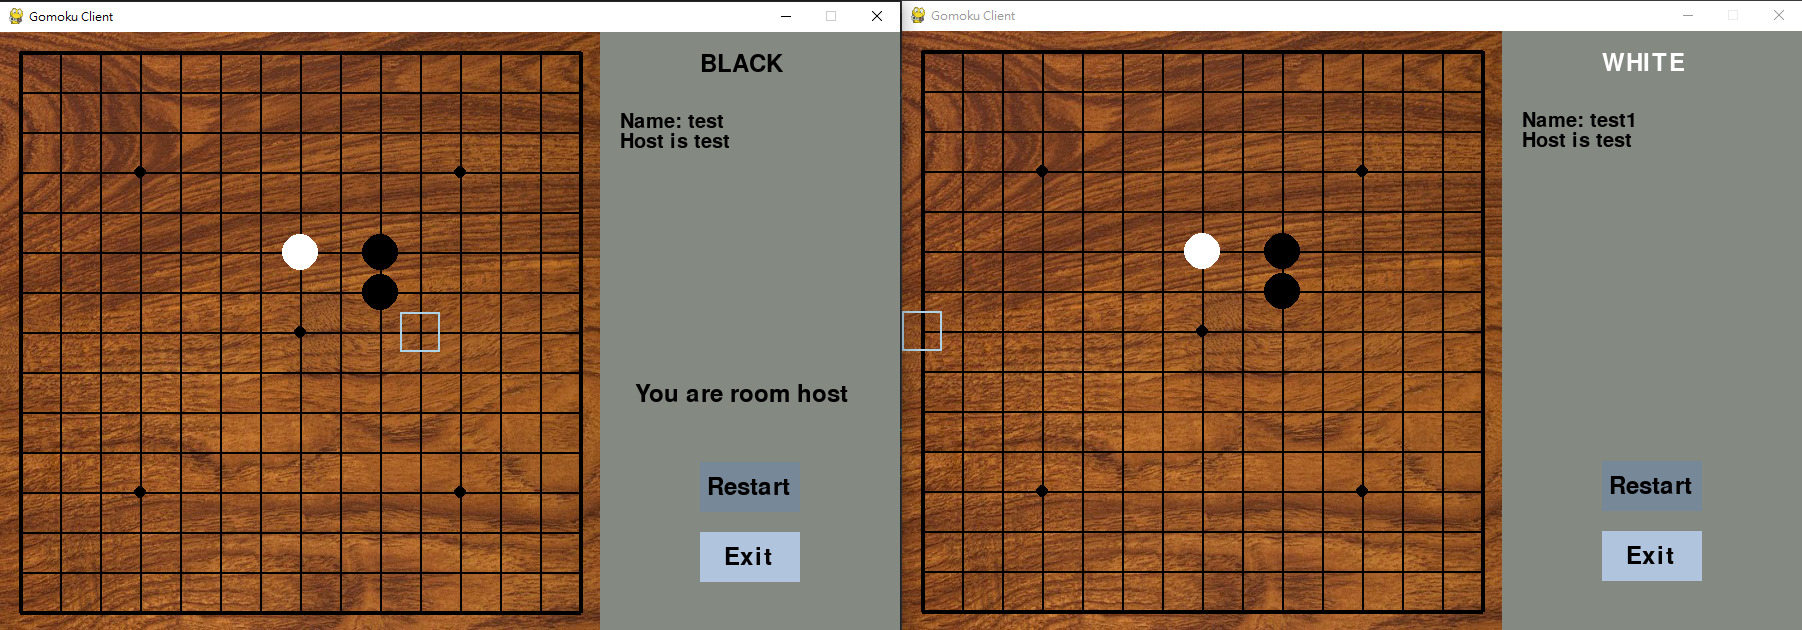 Gomoku Client
BLACK
Name: test
Host is test
You are room host
Restart
Exit
Gomoku Client
WHITE
Name: test1
Host is test
Restart
Exit